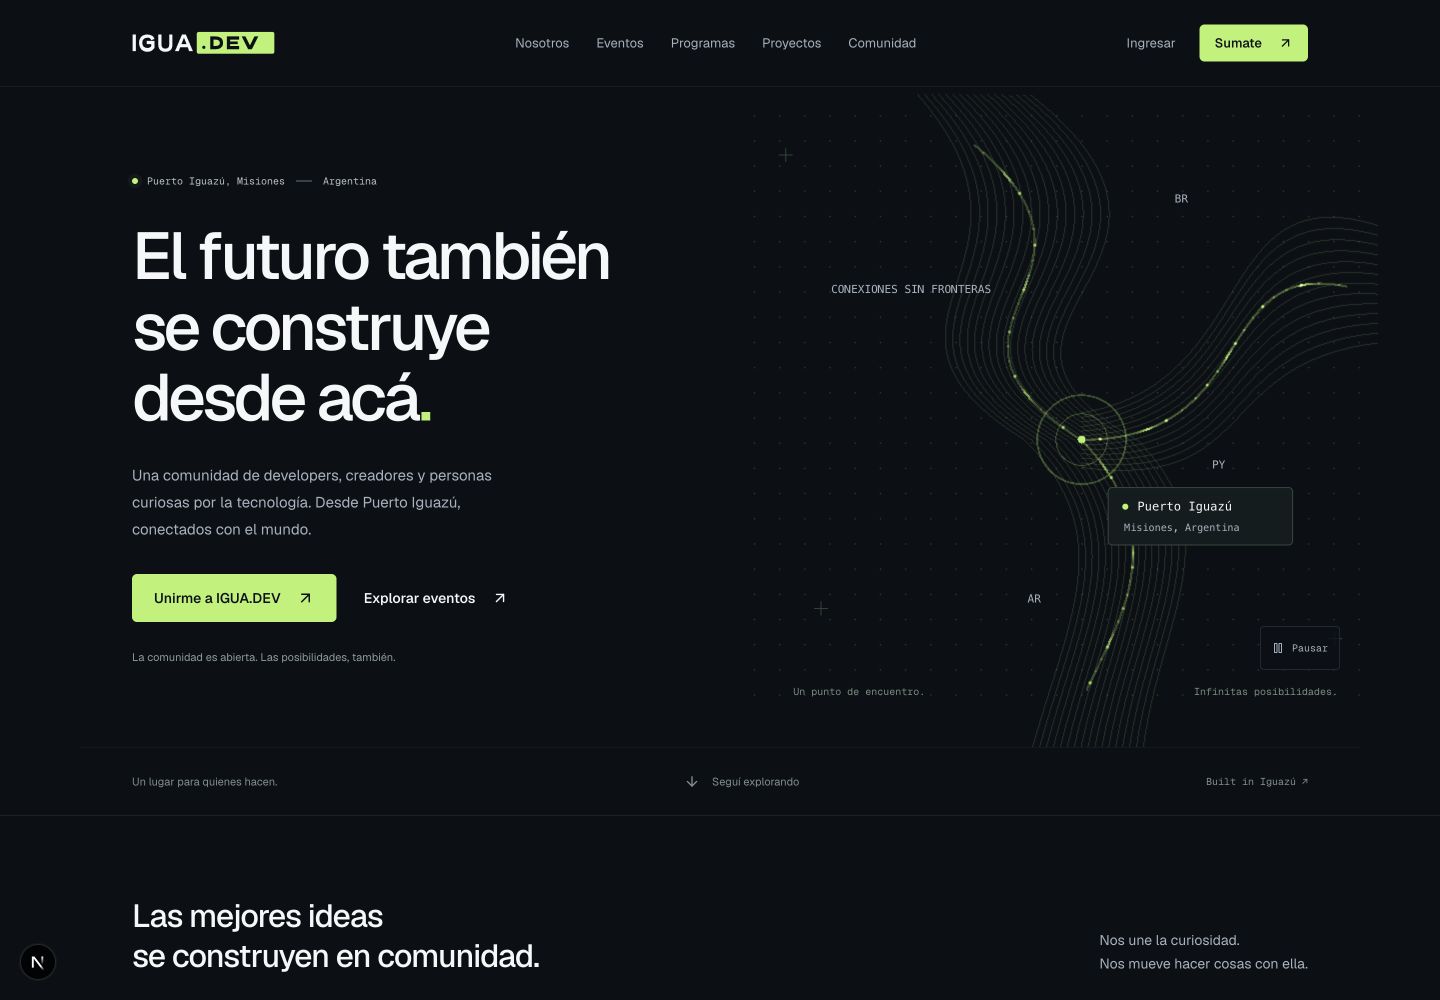 IGUA.DEV
Nosotros Eventos Programas Proyectos Comunidad
Ingresar Sumate
Puerto Iguazú, Misiones — Argentina
El futuro también
se construye
desde acá.
Una comunidad de developers, creadores y personas
curiosas por la tecnología. Desde Puerto Iguazú,
conectados con el mundo.
Unirme a IGUA.DEV Explorar eventos
La comunidad es abierta. Las posibilidades, también.
BR
CONEXIONES SIN FRONTERAS
PY
Puerto Iguazú
Misiones, Argentina
AR
Pausar
Un punto de encuentro. Infinitas posibilidades.
Un lugar para quienes hacen. Seguí explorando Built in Iguazú ↗
Las mejores ideas
se construyen en comunidad.
Nos une la curiosidad.
Nos mueve hacer cosas con ella.
N